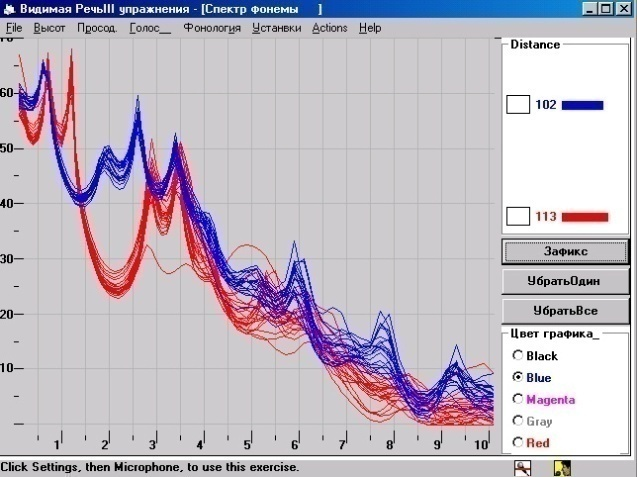 Видимая РечьIII упражнения - [Спектр фонемы ]
File Высот Просод. Голос__ Фонология Установки Actions Help
70
60
50
40
30
20
10
1 2 3 4 5 6 7 8 9 10
Distance
102
113
Зафикс
УбратьОдин
УбратьВсе
Цвет графика_
Black
Blue
Magenta
Gray
Red
Click Settings, then Microphone, to use this exercise.